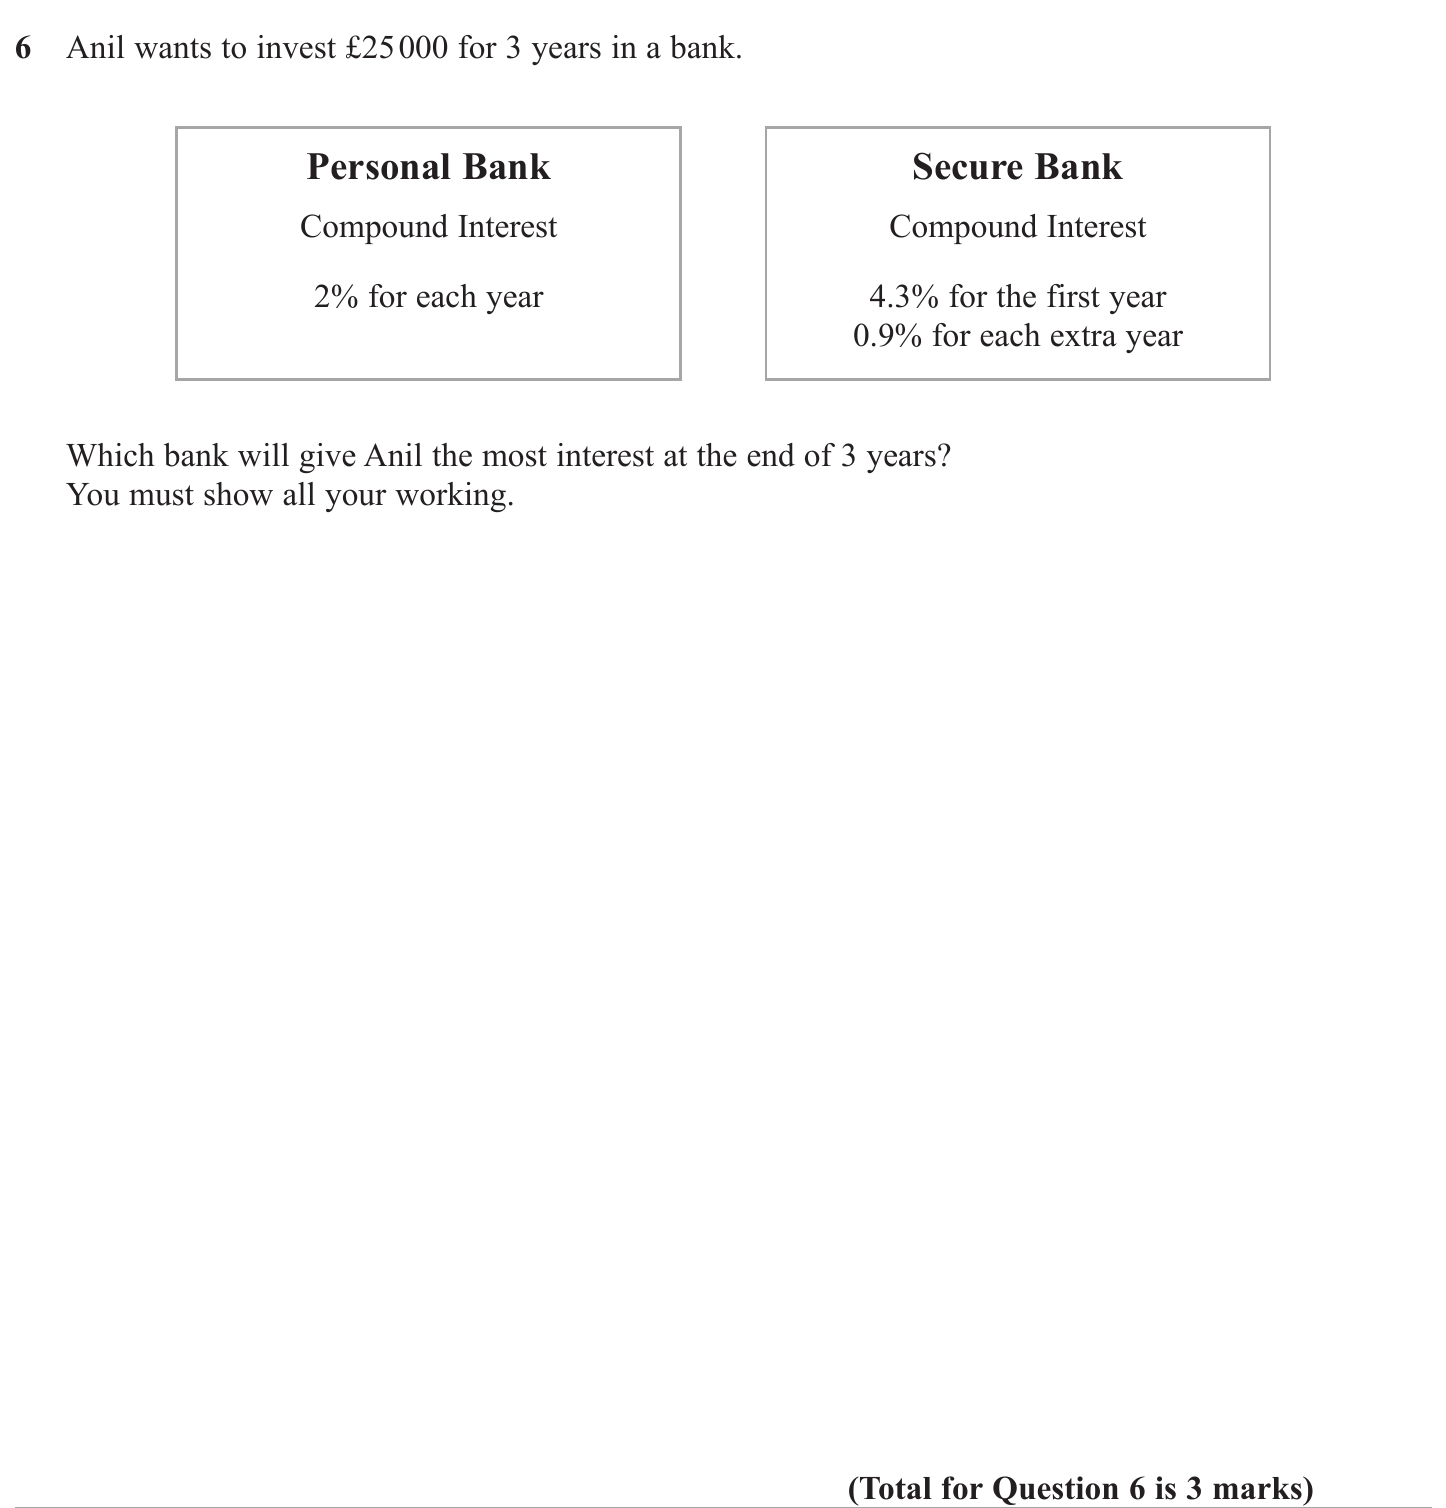 6 Anil wants to invest £25 000 for 3 years in a bank.
Personal Bank
Compound Interest
2% for each year
Secure Bank
Compound Interest
4.3% for the first year
0.9% for each extra year
Which bank will give Anil the most interest at the end of 3 years?
You must show all your working.
(Total for Question 6 is 3 marks)